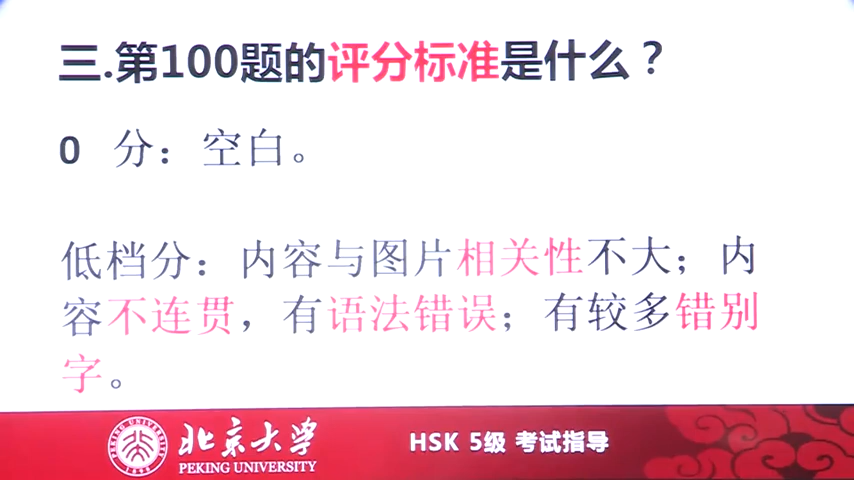 三.第100题的评分标准是什么？
0 分：空白。
低档分：内容与图片相关性不大；内
容不连贯，有语法错误；有较多错别
字。
北京大学
PEKING UNIVERSITY
HSK 5级 考试指导
PEKING UNIVERSITY
1898